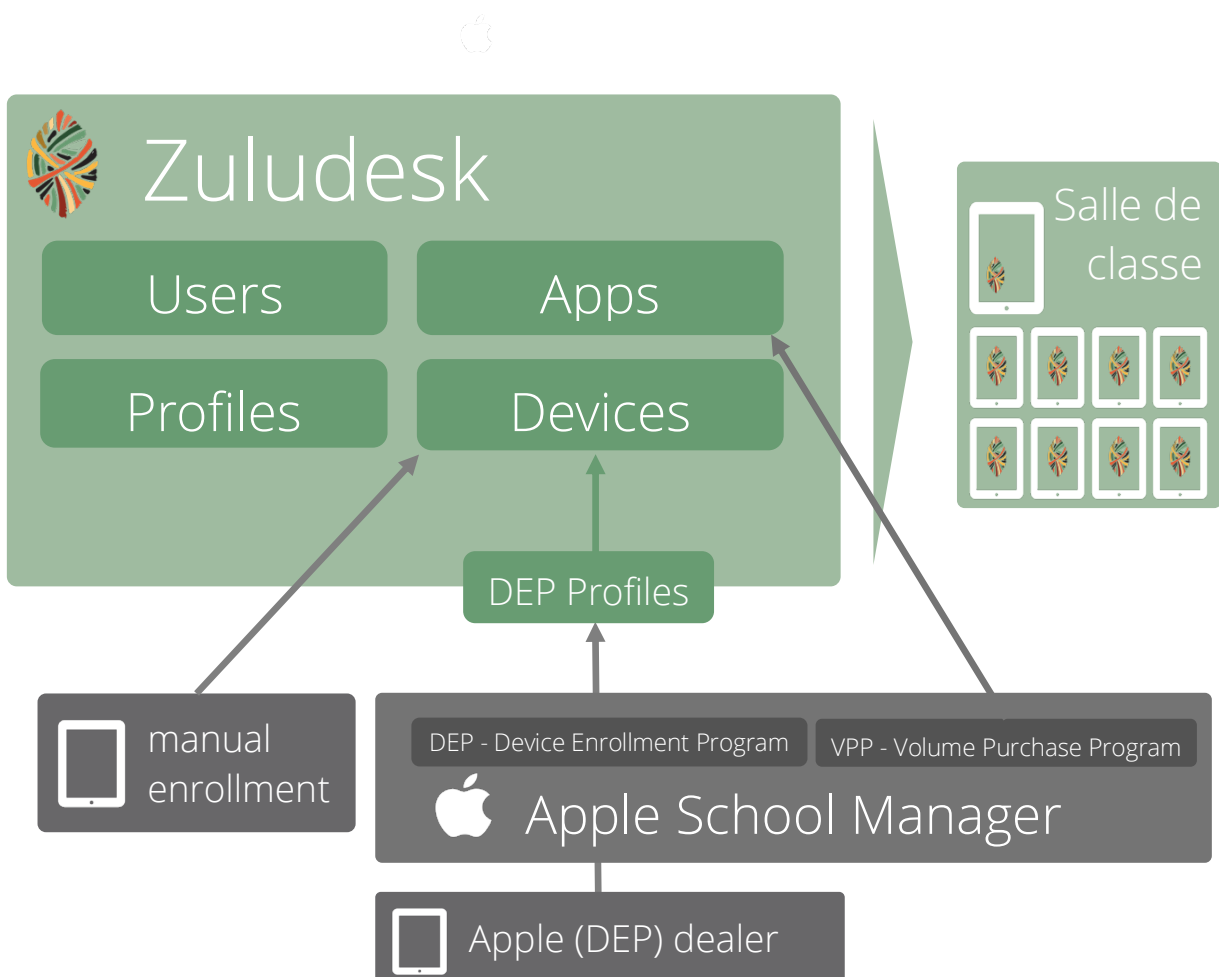 Zuludesk
Users
Apps
Profiles
Devices
DEP Profiles
Salle de
classe
manual
enrollment
DEP - Device Enrollment Program
VPP - Volume Purchase Program
Apple School Manager
Apple (DEP) dealer